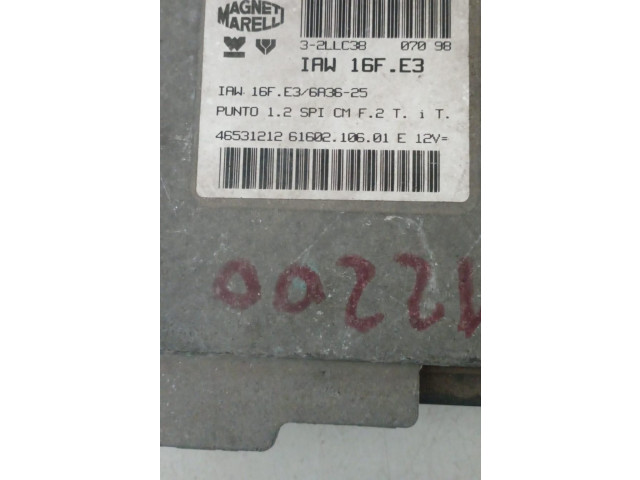 MAGNETI
MARELLI
3-2LLC38 070 98
IAW 16F.E3
IAW 16F.E3/6A36-25
PUNTO 1.2 SPI CM F.2 T. i T.
46531212 61602.106.01 E 12V=
00221